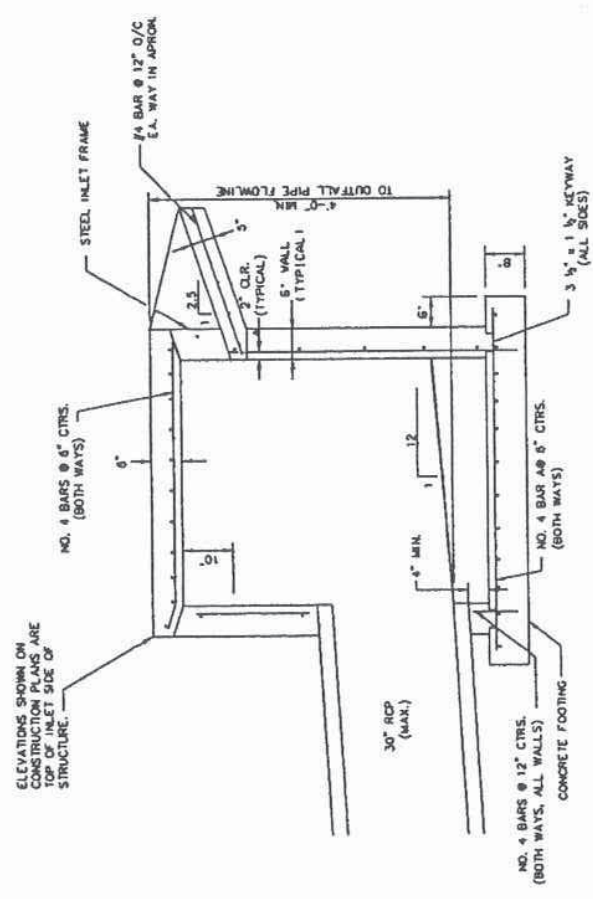 ELEVATIONS SHOWN ON
CONSTRUCTION PLANS ARE
TOP OF INLET SIDE OF
STRUCTURE.
NO. 4 BARS @ 6" CTRS.
(BOTH WAYS)
STEEL INLET FRAME
#4 BAR @ 12" O/C
EA. WAY IN APRON.
6"
10"
2.5
1
5"
2" CLR.
(TYPICAL)
6" WALL
(TYPICAL)
4'-0" MIN.
TO OUTFALL PIPE FLOWLINE
30" RCP
(MAX.)
12
1
4" MIN.
6"
8"
3 ½" x 1 ½" KEYWAY
(ALL SIDES)
NO. 4 BAR A@ 6" CTRS.
(BOTH WAYS)
NO. 4 BARS @ 12" CTRS.
(BOTH WAYS, ALL WALLS)
CONCRETE FOOTING